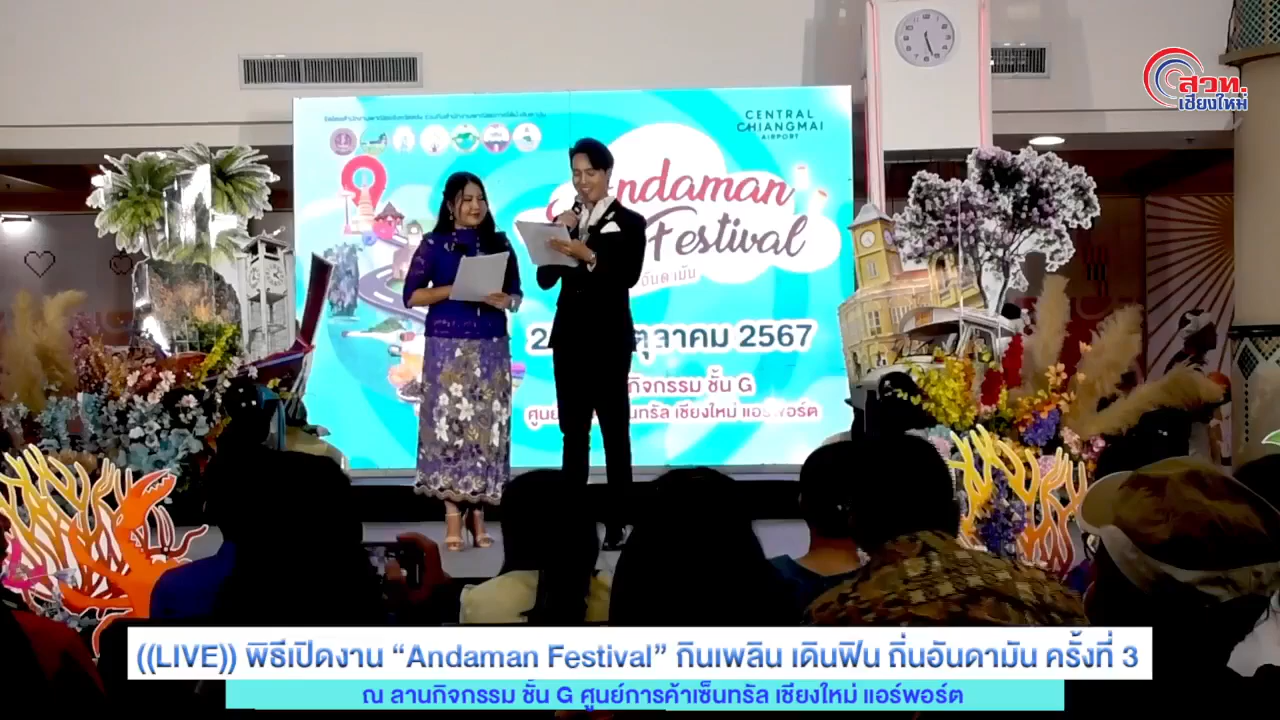 สวท.
เชียงใหม่
CENTRAL
CHIANGMAI
AIRPORT
Andaman
Festival
อันดามัน
ตุลาคม 2567
กิจกรรม ชั้น G
เชียงใหม่ แอร์พอร์ต
((LIVE)) พิธีเปิดงาน “Andaman Festival” กินเพลิน เดินฟิน ถิ่นอันดามัน ครั้งที่ 3
ณ ลานกิจกรรม ชั้น G ศูนย์การค้าเซ็นทรัล เชียงใหม่ แอร์พอร์ต